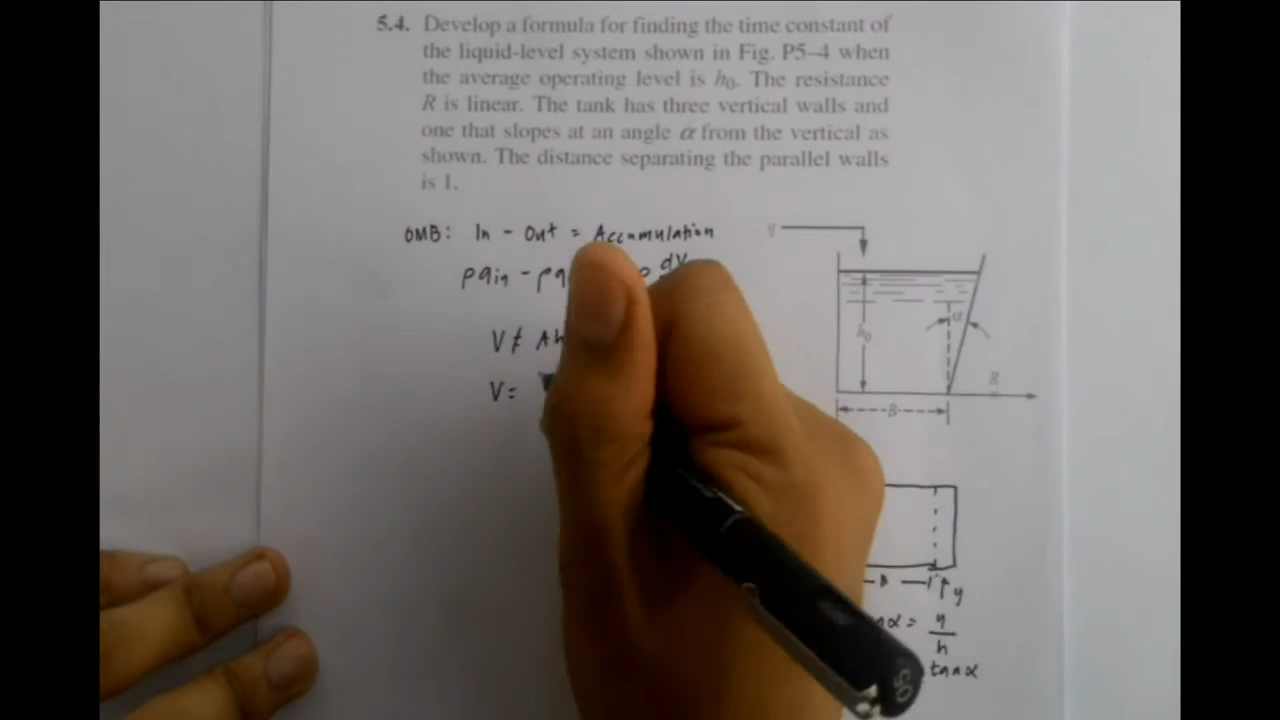 5.4. Develop a formula for finding the time constant of
the liquid-level system shown in Fig. P5–4 when
the average operating level is h₀. The resistance
R is linear. The tank has three vertical walls and
one that slopes at an angle α from the vertical as
shown. The distance separating the parallel walls
is 1.
OMB: In - Out = Accumulation
ρqin - ρq dV
V ≠ Ah
V =
q
h₀
α
R
B
B
y
α = y
h
tanα